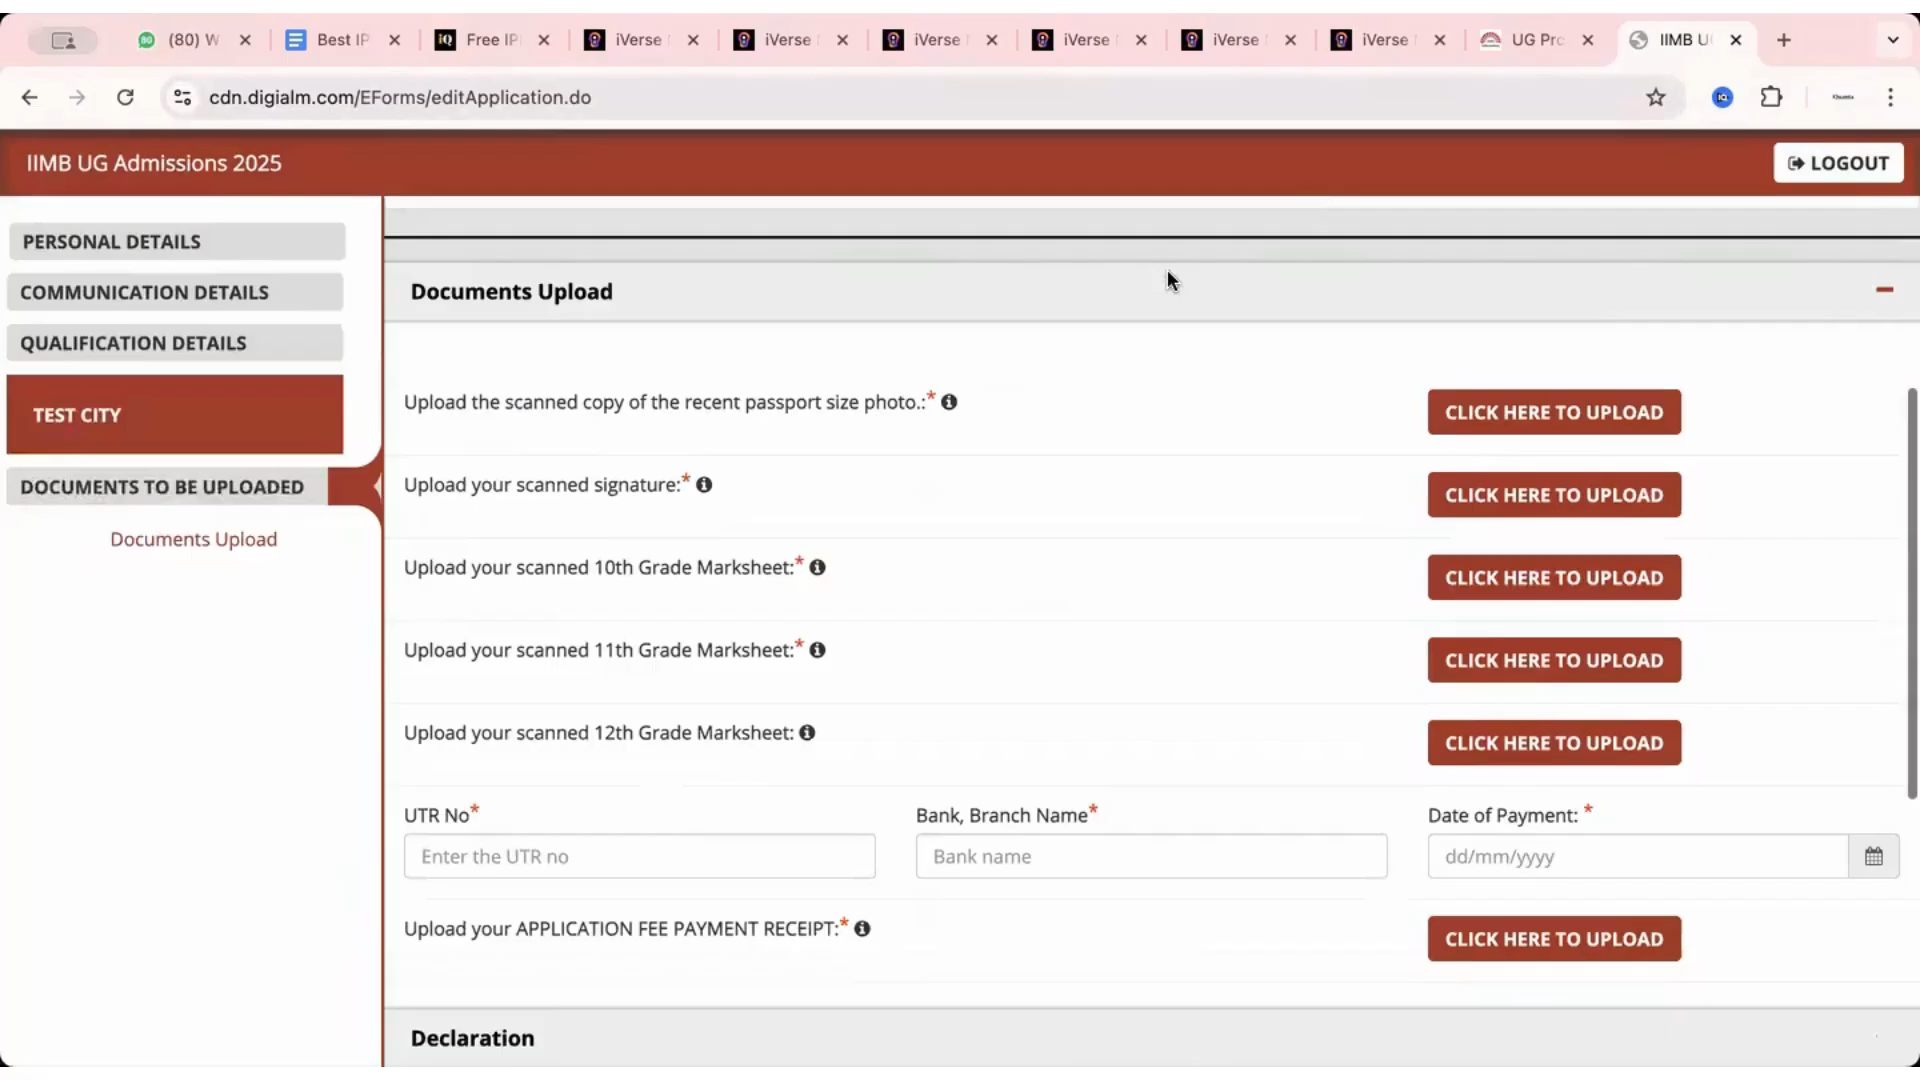 (80) W
Best IP
Free IP
iVerse
iVerse
iVerse
iVerse
iVerse
iVerse
UG Pro
IIMB U
cdn.digialm.com/EForms/editApplication.do
IIMB UG Admissions 2025
LOGOUT
PERSONAL DETAILS
COMMUNICATION DETAILS
QUALIFICATION DETAILS
TEST CITY
DOCUMENTS TO BE UPLOADED
Documents Upload
Documents Upload
Upload the scanned copy of the recent passport size photo.:*
CLICK HERE TO UPLOAD
Upload your scanned signature:*
CLICK HERE TO UPLOAD
Upload your scanned 10th Grade Marksheet:*
CLICK HERE TO UPLOAD
Upload your scanned 11th Grade Marksheet:*
CLICK HERE TO UPLOAD
Upload your scanned 12th Grade Marksheet:
CLICK HERE TO UPLOAD
UTR No*
Bank, Branch Name*
Date of Payment: *
Enter the UTR no
Bank name
dd/mm/yyyy
Upload your APPLICATION FEE PAYMENT RECEIPT:*
CLICK HERE TO UPLOAD
Declaration